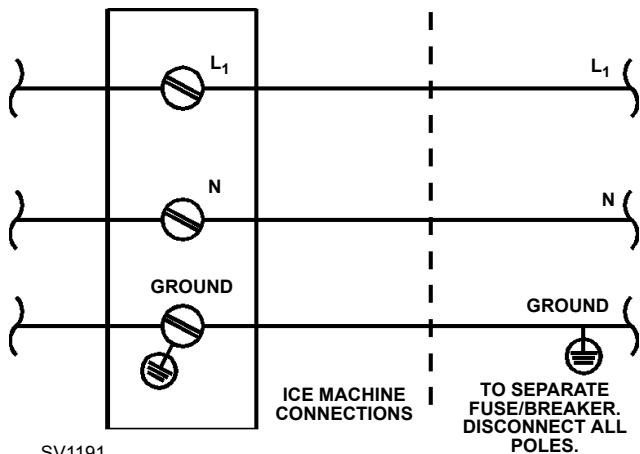 L1
L1
N
N
GROUND
GROUND
ICE MACHINE
CONNECTIONS
TO SEPARATE
FUSE/BREAKER.
DISCONNECT ALL
POLES.
SV1191